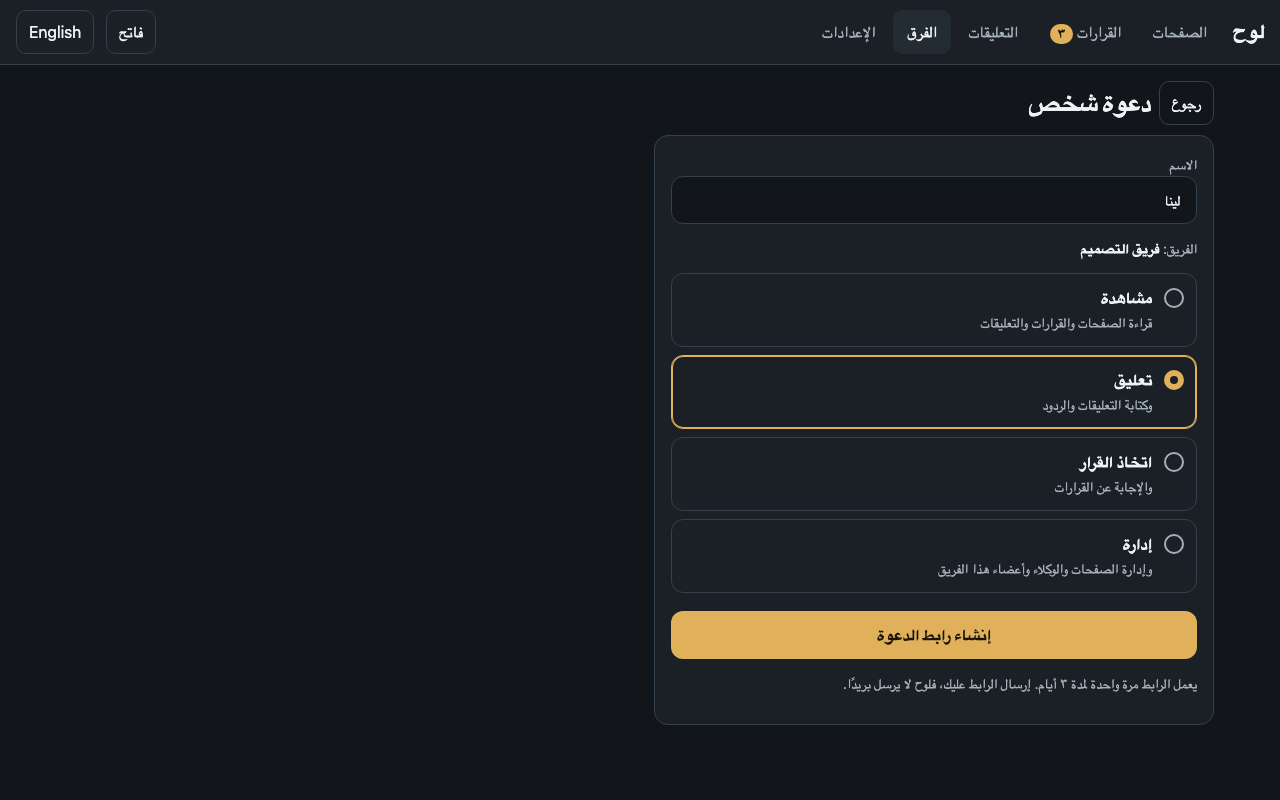 لوح الصفحات القرارات ٣ التعليقات الفرق الإعدادات فاتح English
رجوع دعوة شخص
الاسم
لينا
الفريق: فريق التصميم
مشاهدة
قراءة الصفحات والقرارات والتعليقات
تعليق
وكتابة التعليقات والردود
اتخاذ القرار
والإجابة عن القرارات
إدارة
وإدارة الصفحات والوكلاء وأعضاء هذا الفريق
إنشاء رابط الدعوة
يعمل الرابط مرة واحدة لمدة ٣ أيام. إرسال الرابط عليك، فلوح لا يرسل بريدًا.